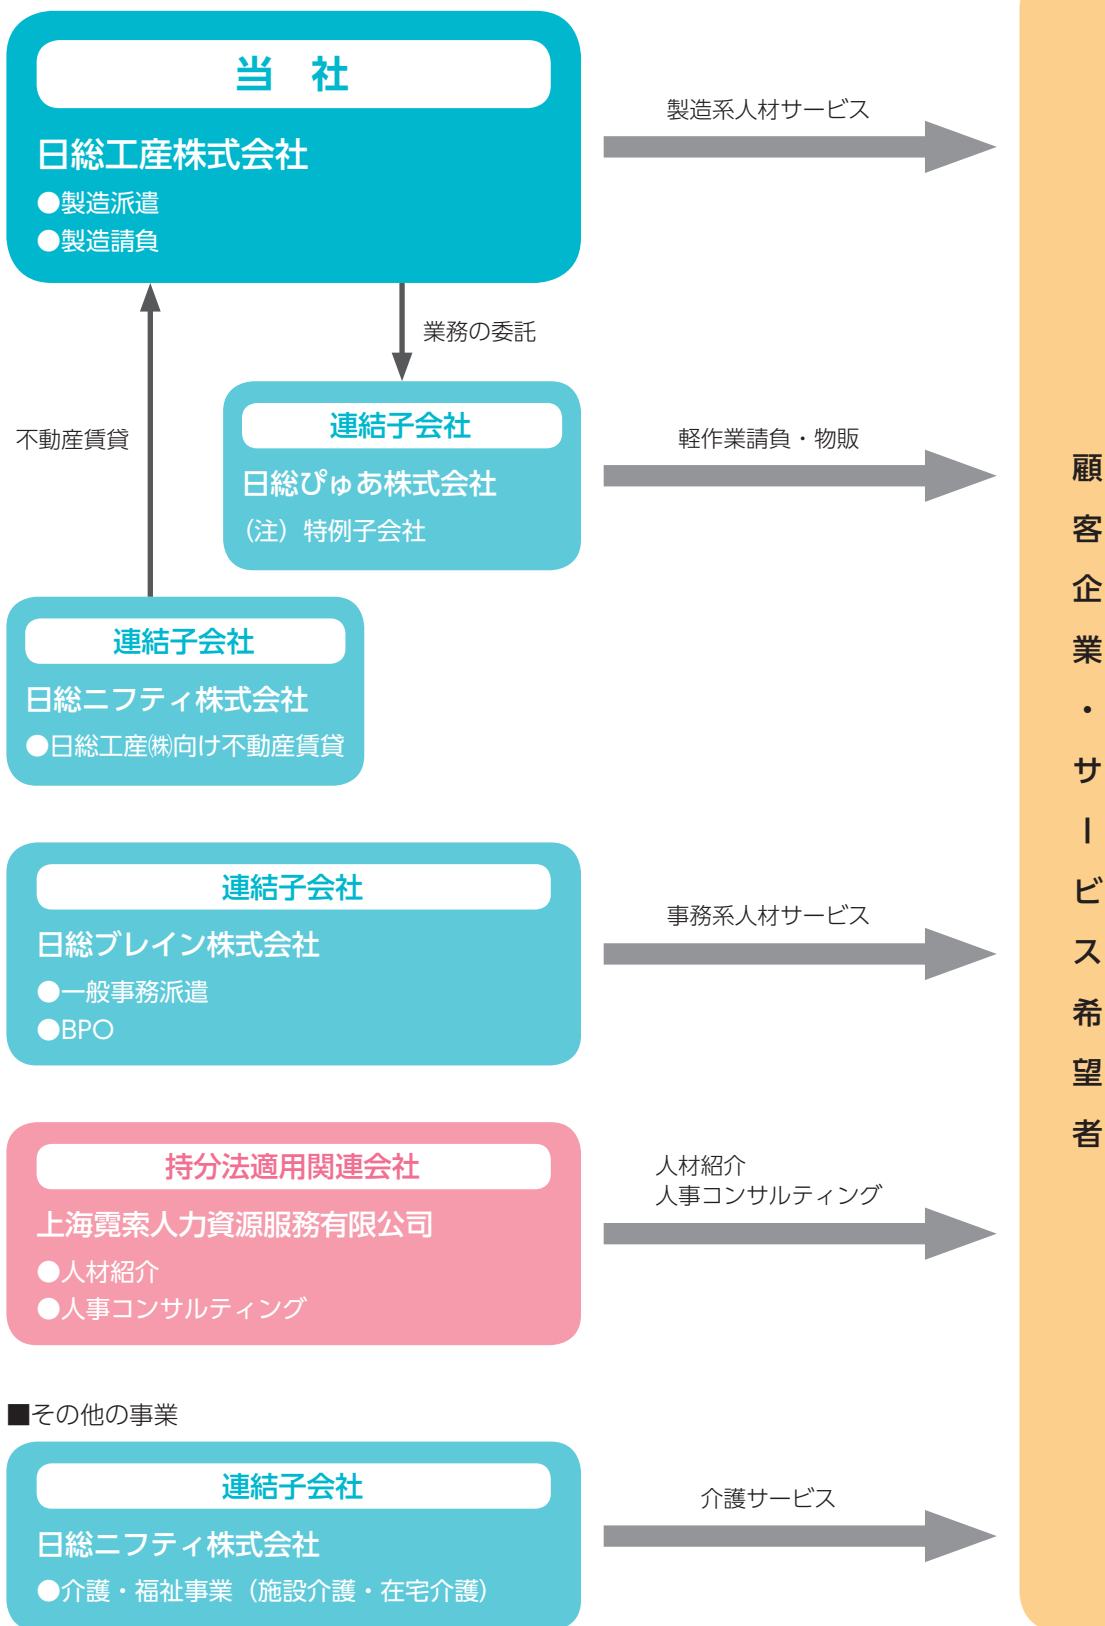 当 社
日総工産株式会社
●製造派遣
●製造請負
製造系人材サービス
業務の委託
不動産賃貸
連結子会社
日総ぴゅあ株式会社
(注) 特例子会社
軽作業請負・物販
連結子会社
日総ニフティ株式会社
●日総工産㈱向け不動産賃貸
連結子会社
日総ブレイン株式会社
●一般事務派遣
●BPO
事務系人材サービス
持分法適用関連会社
上海霓索人力資源服務有限公司
●人材紹介
●人事コンサルティング
人材紹介
人事コンサルティング
■その他の事業
連結子会社
日総ニフティ株式会社
●介護・福祉事業 (施設介護・在宅介護)
介護サービス
顧客企業・サービス希望者